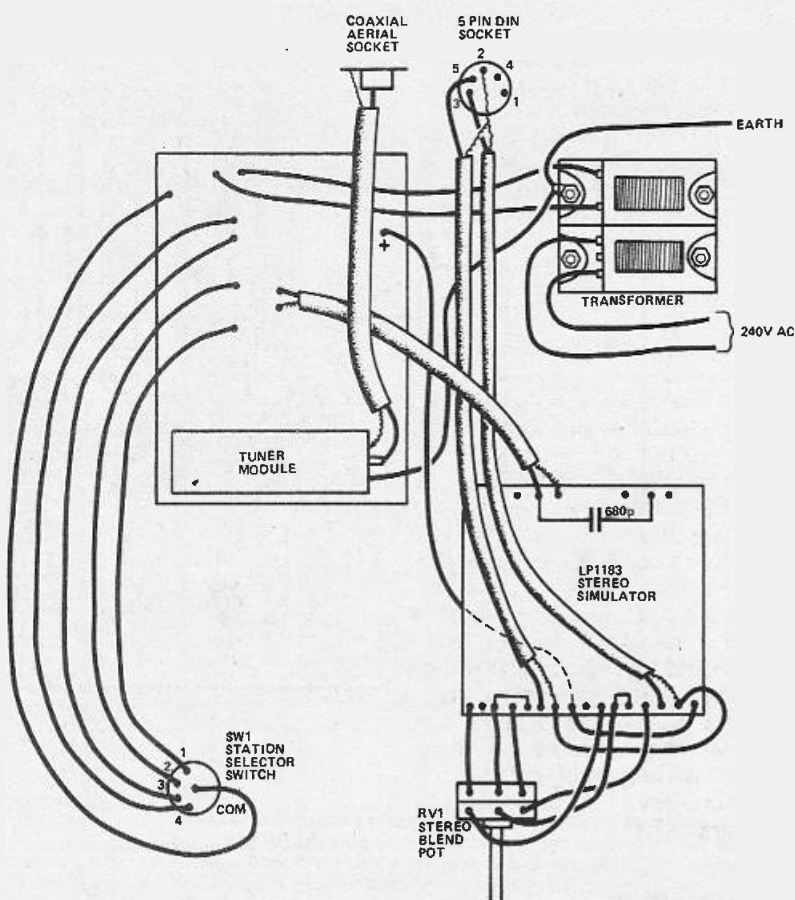 COAXIAL
AERIAL
SOCKET
5 PIN DIN
SOCKET
2
5
4
3
1
EARTH
+
TRANSFORMER
240V AC
TUNER
MODULE
680p
LP1183
STEREO
SIMULATOR
SW1
STATION
SELECTOR
SWITCH
1
2
3
4
COM
RV1
STEREO
BLEND
POT